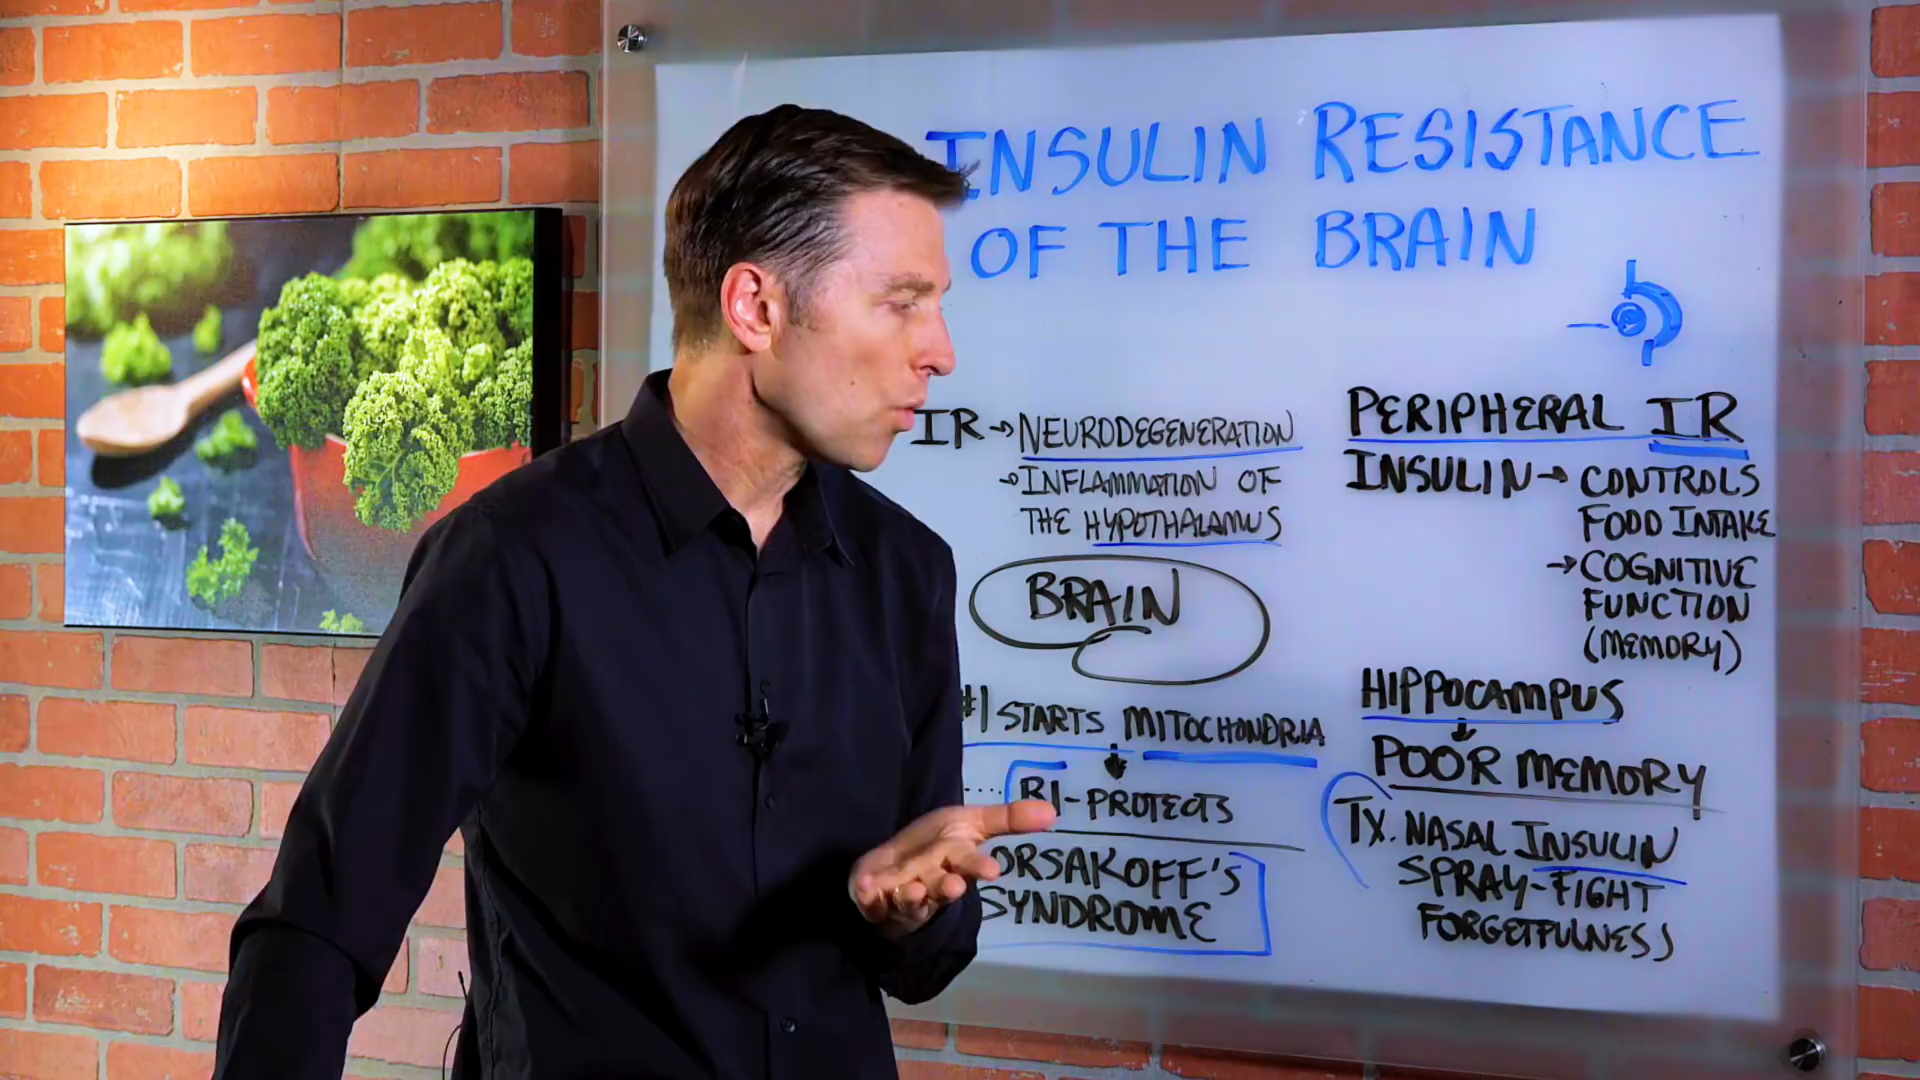 INSULIN RESISTANCE
OF THE BRAIN
IR → NEURODEGENERATION
→ INFLAMMATION OF
THE HYPOTHALAMUS
BRAIN
#1 STARTS MITOCHONDRIA
B1-PROTECTS
ORSAKOFF'S
SYNDROME
PERIPHERAL IR
INSULIN → CONTROLS
FOOD INTAKE
→ COGNITIVE
FUNCTION
(MEMORY)
HIPPOCAMPUS
↓
POOR MEMORY
TX. NASAL INSULIN
SPRAY-FIGHT
FORGETFULNESS